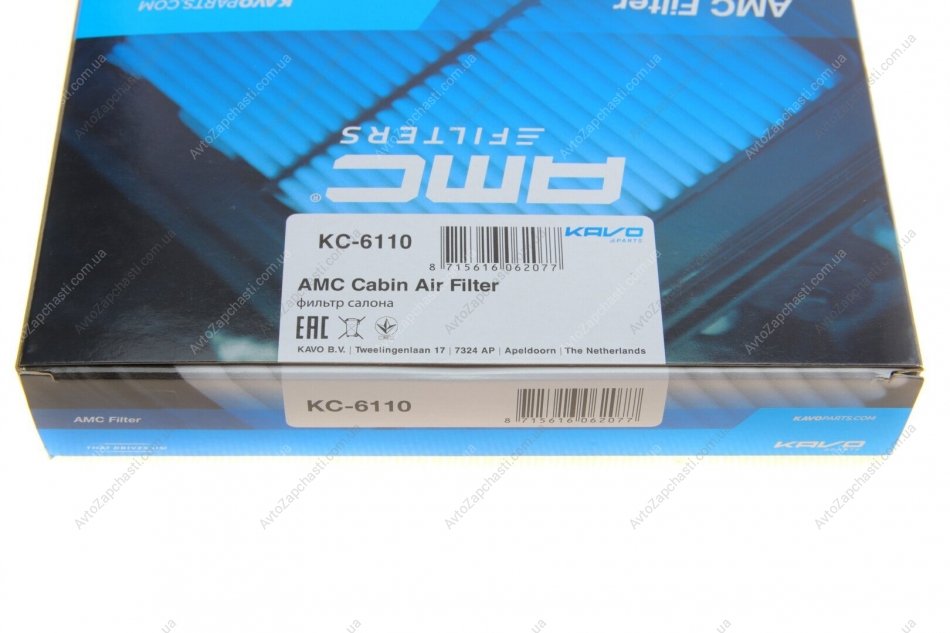 KAVOPARTS.COM
AMC Filter
FILTERS
AMC®
KC-6110
8 715616 062077
KAVO
PARTS
AMC Cabin Air Filter
фильтр салона
EAC
KAVO B.V. | Tweelingenlaan 17 | 7324 AP | Apeldoorn | The Netherlands
KC-6110
8 715616 062077
AMC Filter
KAVOPARTS.COM
KAVO
PARTS
AvtoZapchasti.com.ua